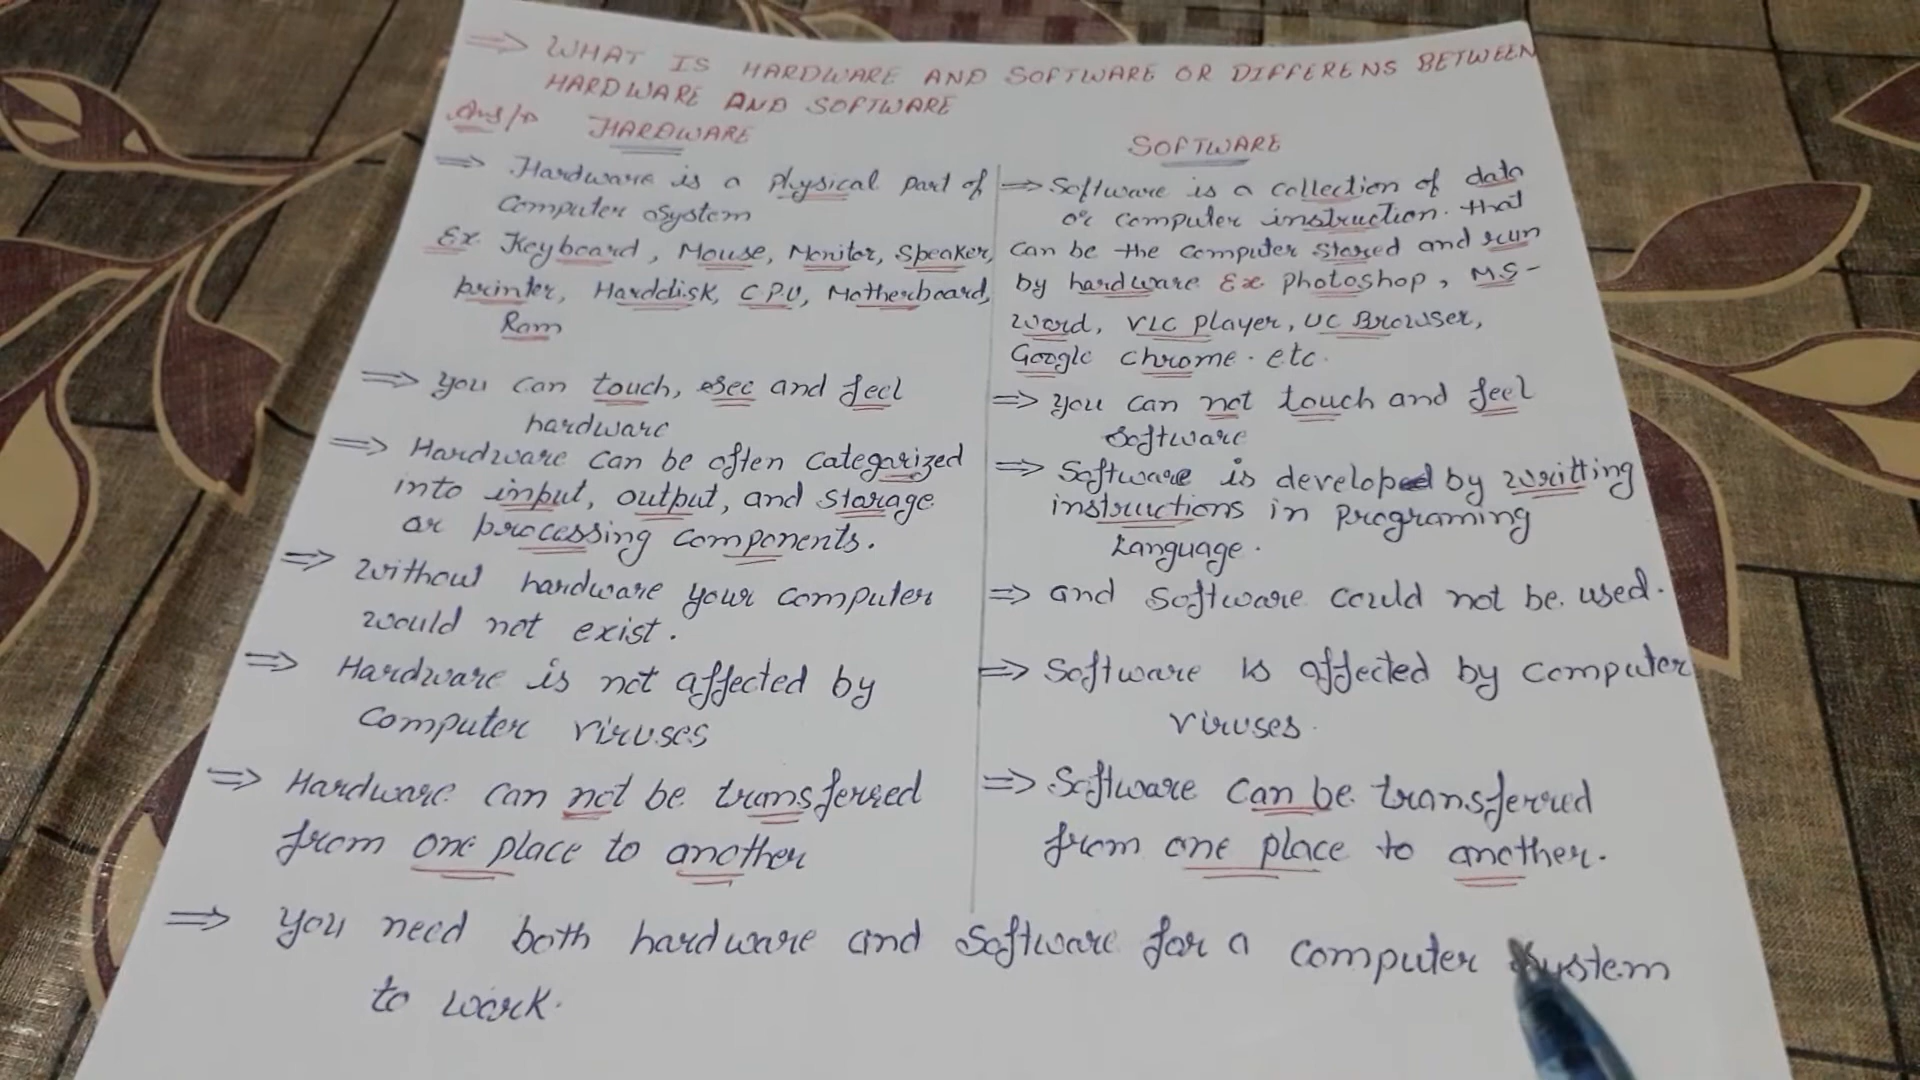 ⇒ WHAT IS HARDWARE AND SOFTWARE OR DIFFERENS BETWEEN
HARDWARE AND SOFTWARE
Ans/⇒ HARDWARE
⇒ Hardware is a physical part of
Computer System
Ex. Keyboard, Mouse, Monitor, Speaker,
printer, Harddisk, C.P.U, Motherboard,
Ram
⇒ you can touch, see and feel
hardware
⇒ Hardware can be often categorized
into input, output, and storage
or processing components.
⇒ without hardware your computer
would not exist.
⇒ Hardware is not affected by
Computer viruses
⇒ Hardware can not be transferred
from one place to another
SOFTWARE
⇒ Software is a collection of data
or computer instruction. that
can be the computer stored and run
by hardware Ex photoshop, MS-
word, VLC player, UC Browser,
Google chrome. etc.
⇒ you can not touch and feel
Software
⇒ Software is developed by writting
instructions in programing
Language.
⇒ and Software could not be used.
⇒ Software is affected by computer
viruses.
⇒ Software can be transferred
from one place to another.
⇒ you need both hardware and Software for a computer system
to work.